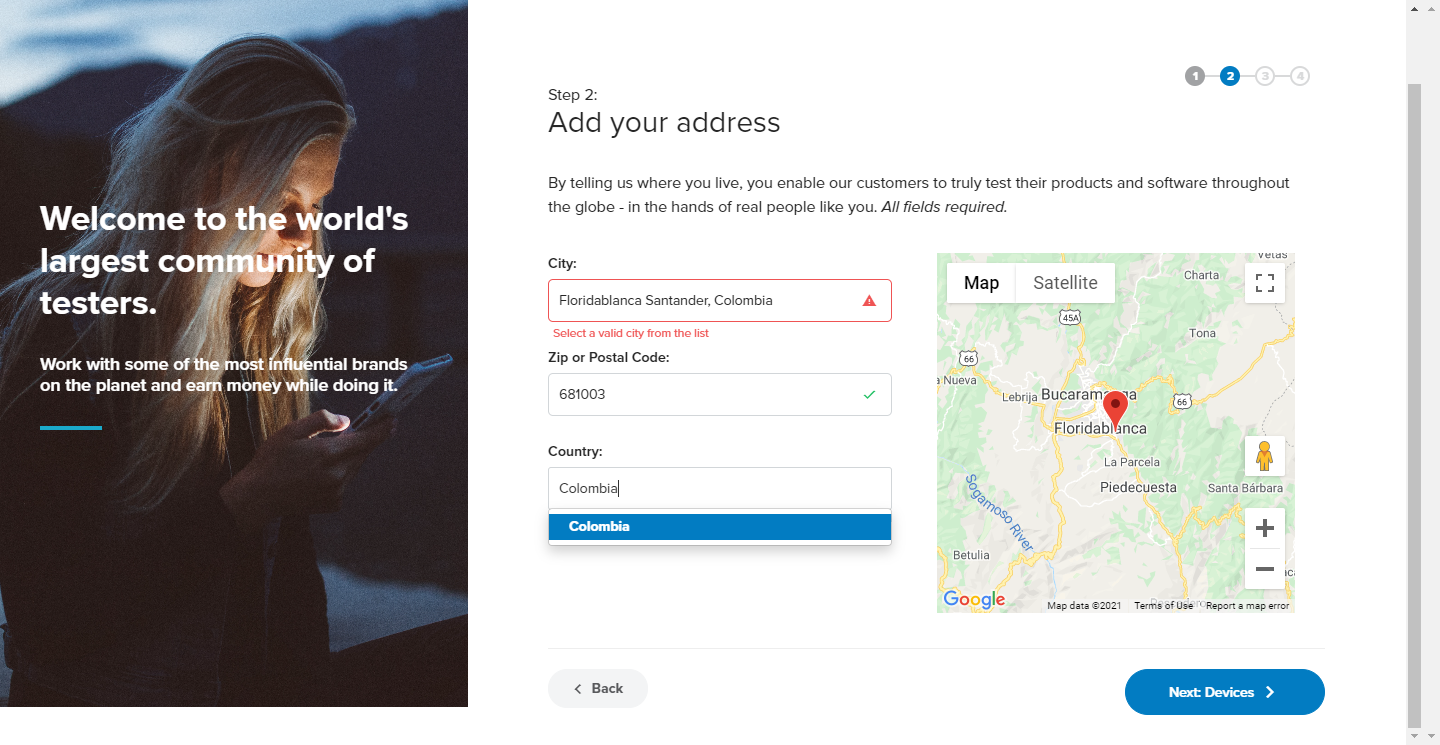 Welcome to the world's
largest community of
testers.
Work with some of the most influential brands
on the planet and earn money while doing it.
1 2 3 4
Step 2:
Add your address
By telling us where you live, you enable our customers to truly test their products and software throughout
the globe - in the hands of real people like you. All fields required.
City:
Floridablanca Santander, Colombia
Select a valid city from the list
Zip or Postal Code:
681003
Country:
Colombia
Colombia
Map Satellite
Vetas
Charta
45A
Tona
66
Nueva
Lebrija
Bucaramanga
66
Floridablanca
La Parcela
Piedecuesta
Santa Bárbara
Sogamoso River
Betulia
Google
Map data ©2021 Terms of Use Report a map error
Back
Next: Devices